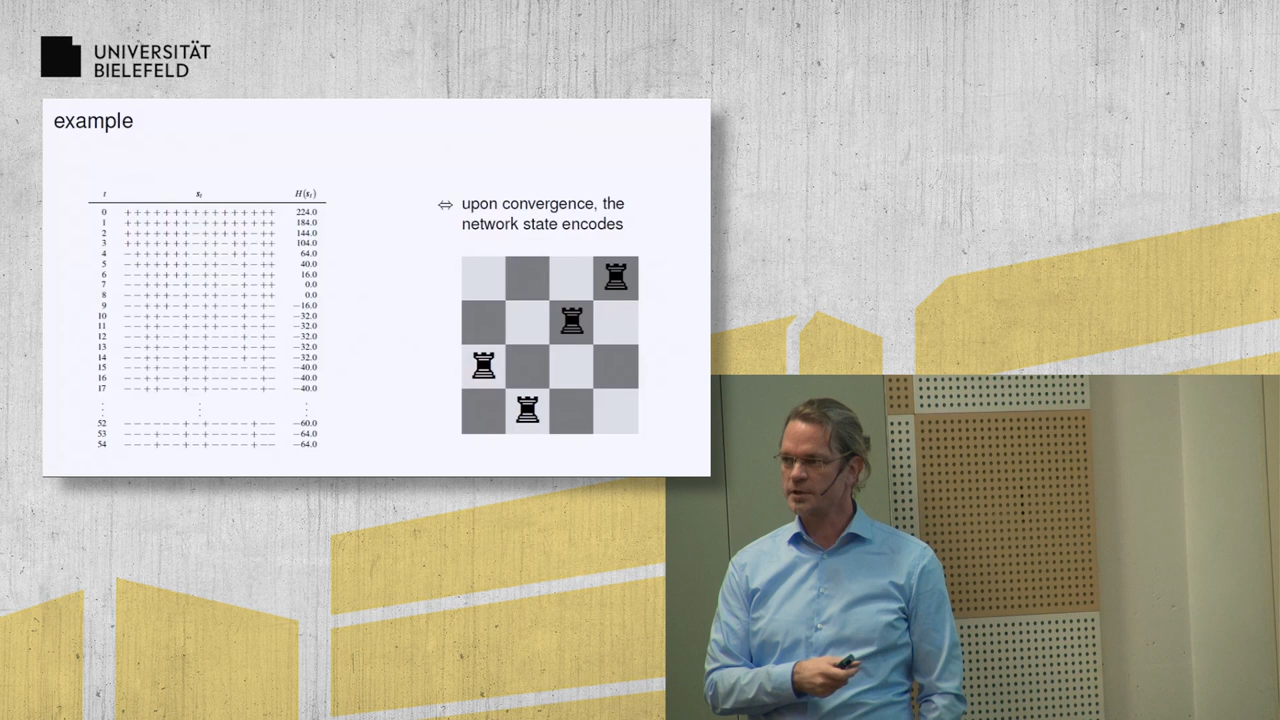 UNIVERSITÄT
BIELEFELD
example
t s_t H(s_t)
0 + + + + + + + + + + + + + + + + 224.0
1 184.0
2 144.0
3 104.0
4 64.0
5 40.0
6 16.0
7 0.0
8 0.0
9 −16.0
10 −32.0
11 −32.0
12 −32.0
13 −32.0
14 −32.0
15 −40.0
16 −40.0
17 −40.0
⋮ ⋮ ⋮
52 − − − − − − + − + − − − − + − − −60.0
53 − − − + − − + − + − − − − + − − −64.0
54 − − − + − − + − + − − − − + − − −64.0
⇔ upon convergence, the
network state encodes